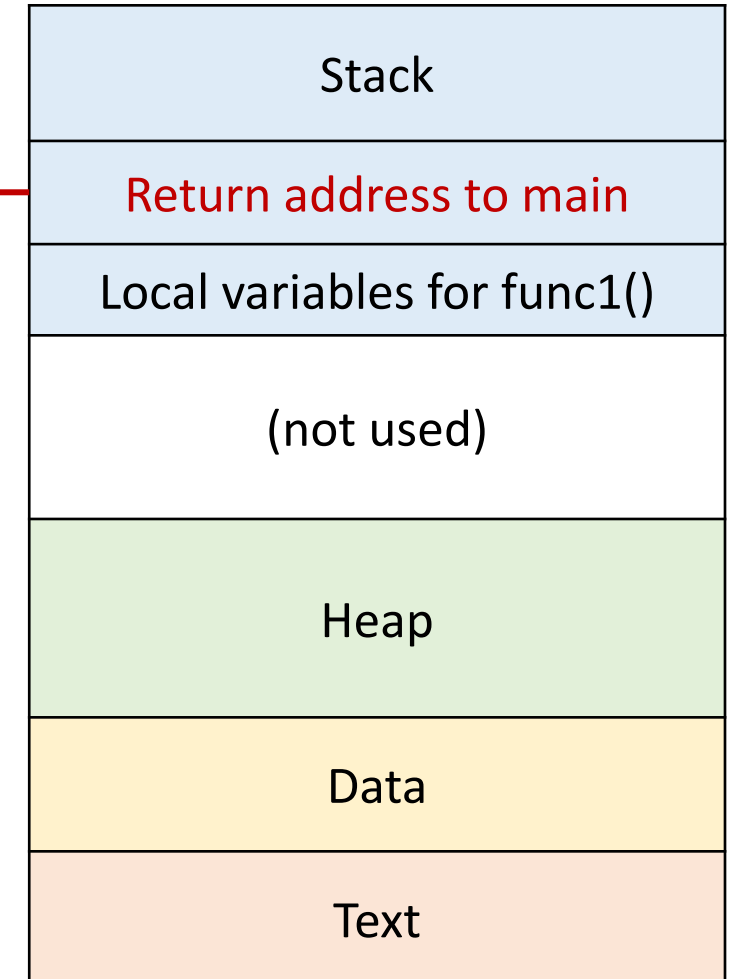 Stack
Return address to main
Local variables for func1()
(not used)
Heap
Data
Text